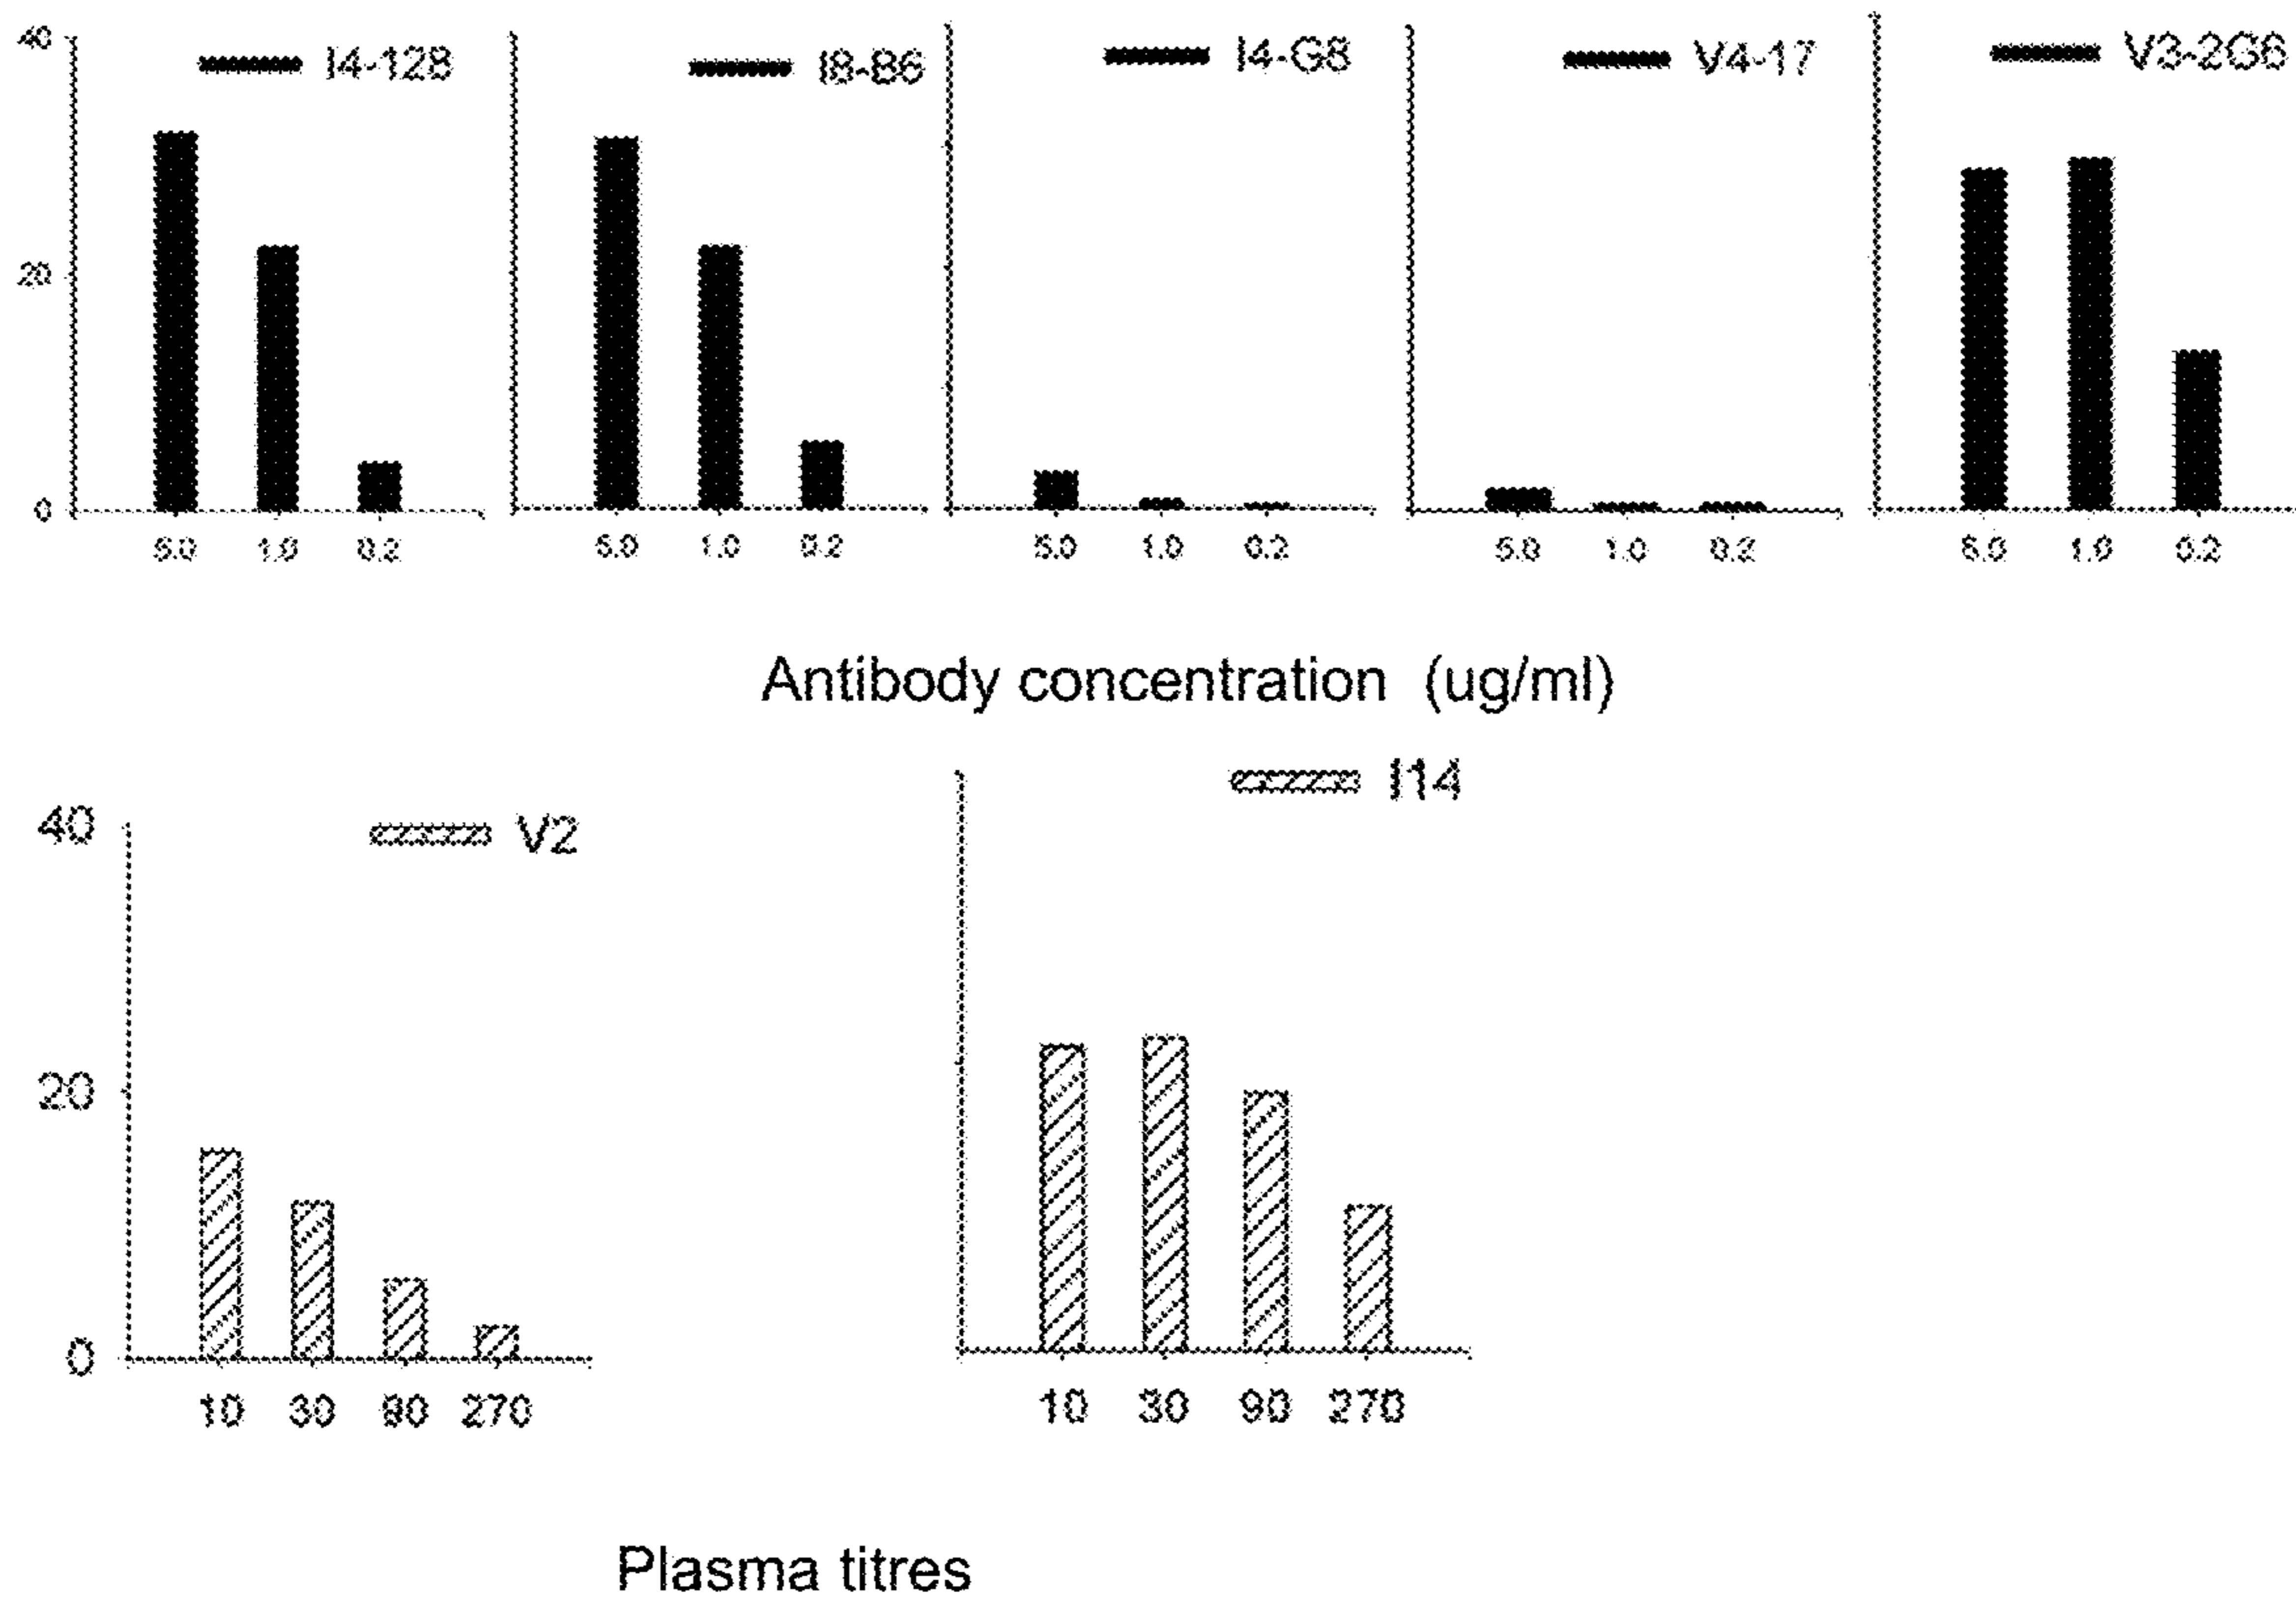 40
20
0
I4-128
I8-B6
I4-G8
V4-17
V3-2G6
5.0 1.0 0.2
5.0 1.0 0.2
5.0 1.0 0.2
5.0 1.0 0.2
5.0 1.0 0.2
Antibody concentration (ug/ml)
40
20
0
V2
I14
10 30 90 270
10 30 90 270
Plasma titres